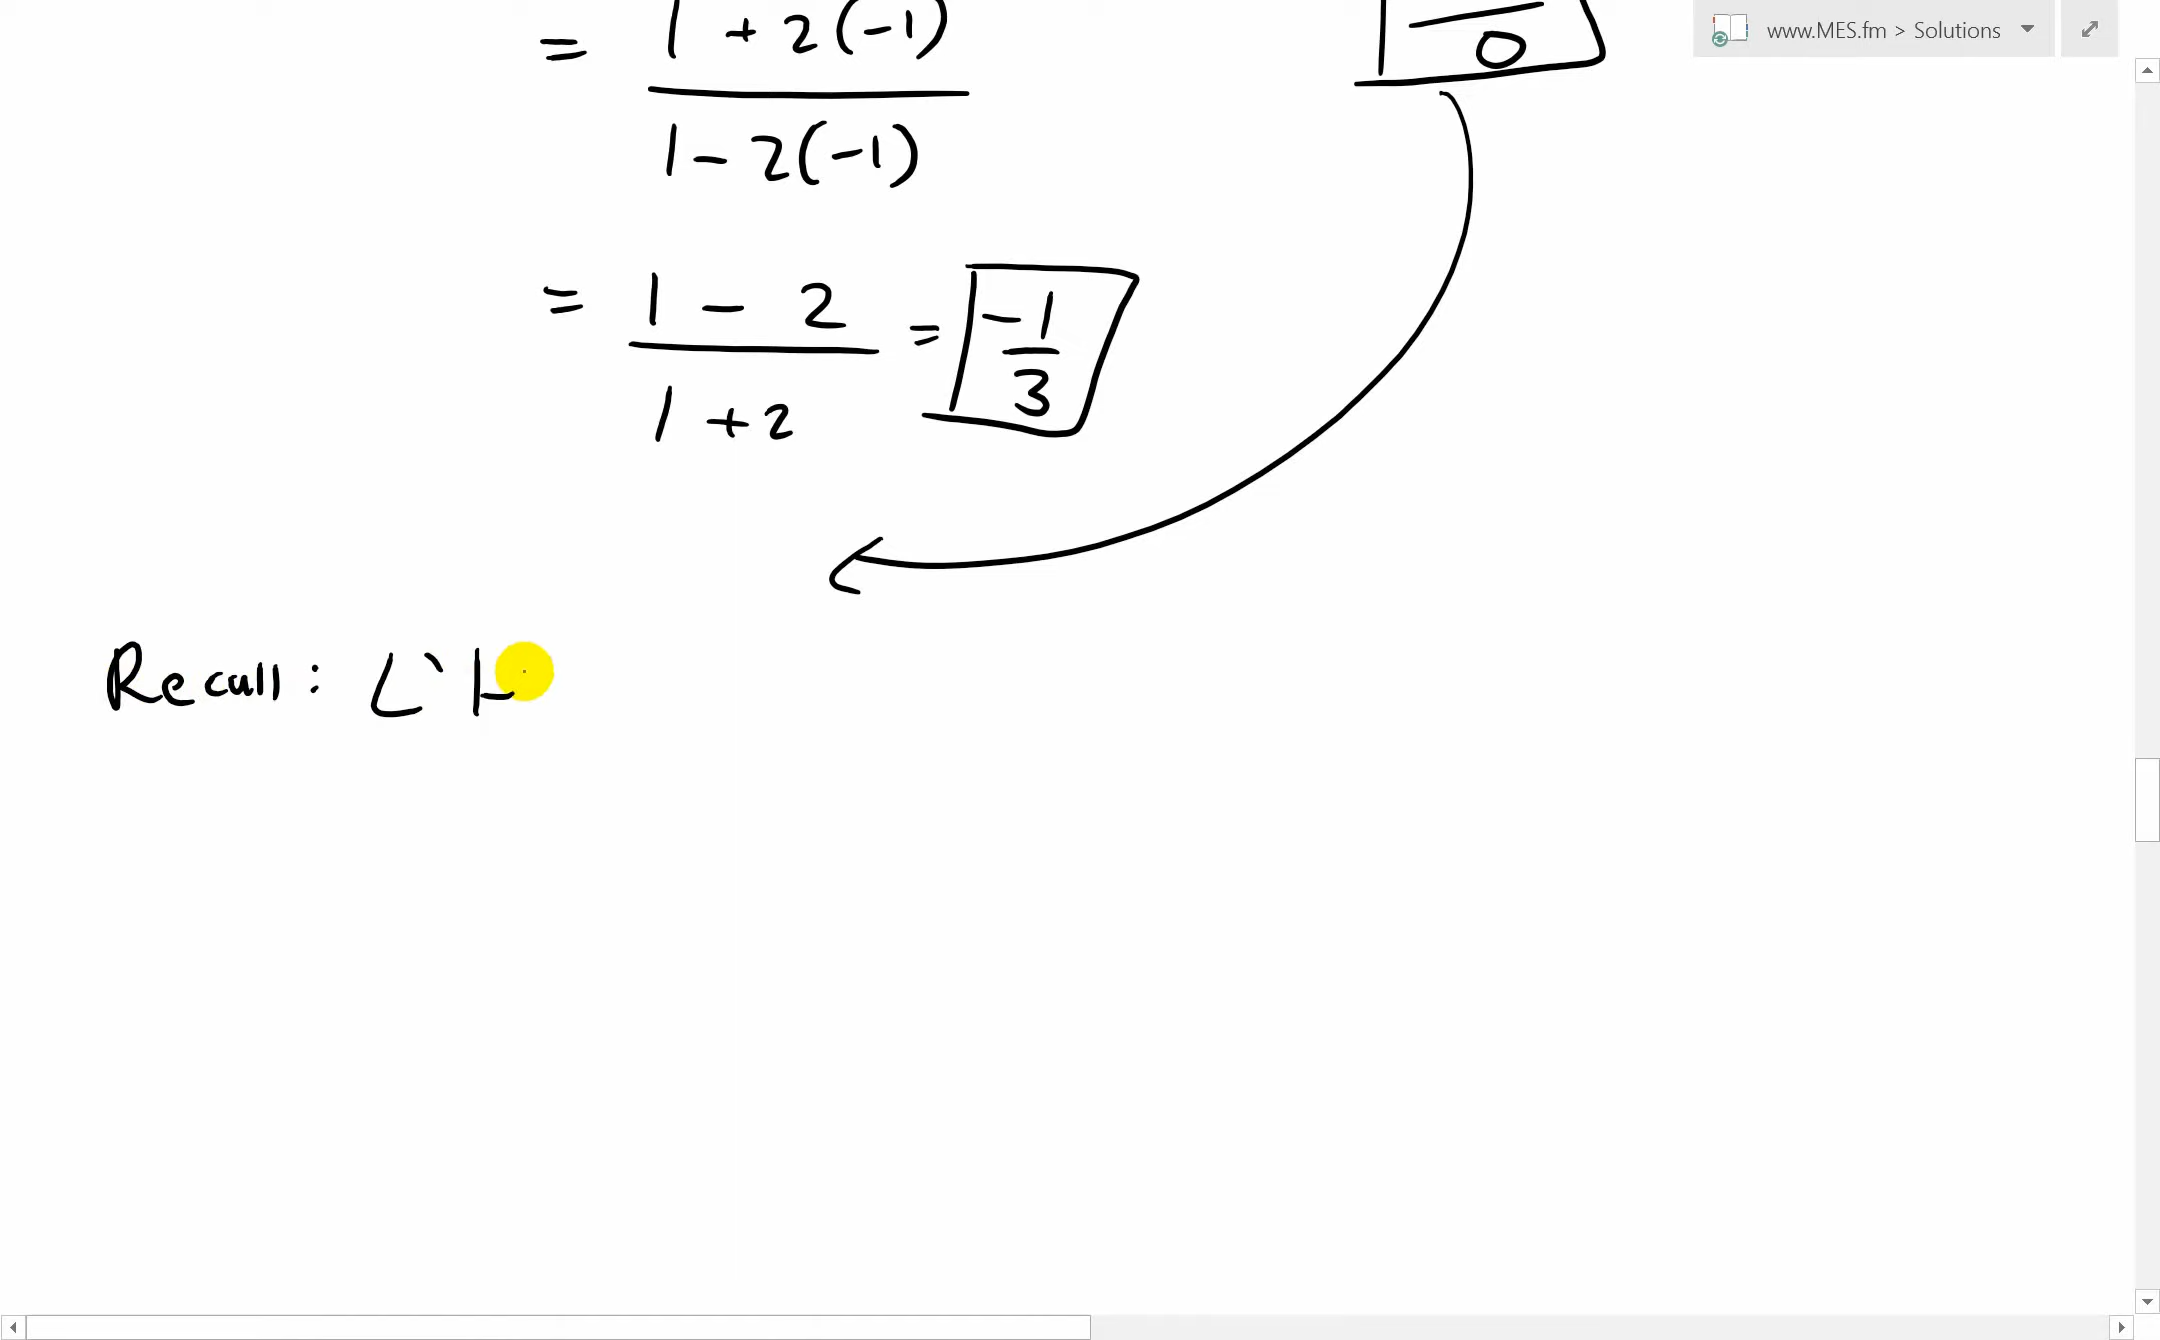 www.MES.fm > Solutions
= 1 + 2(-1)
1 - 2(-1)
0
= 1 - 2 = -1
1 + 2 3
Recall: L'